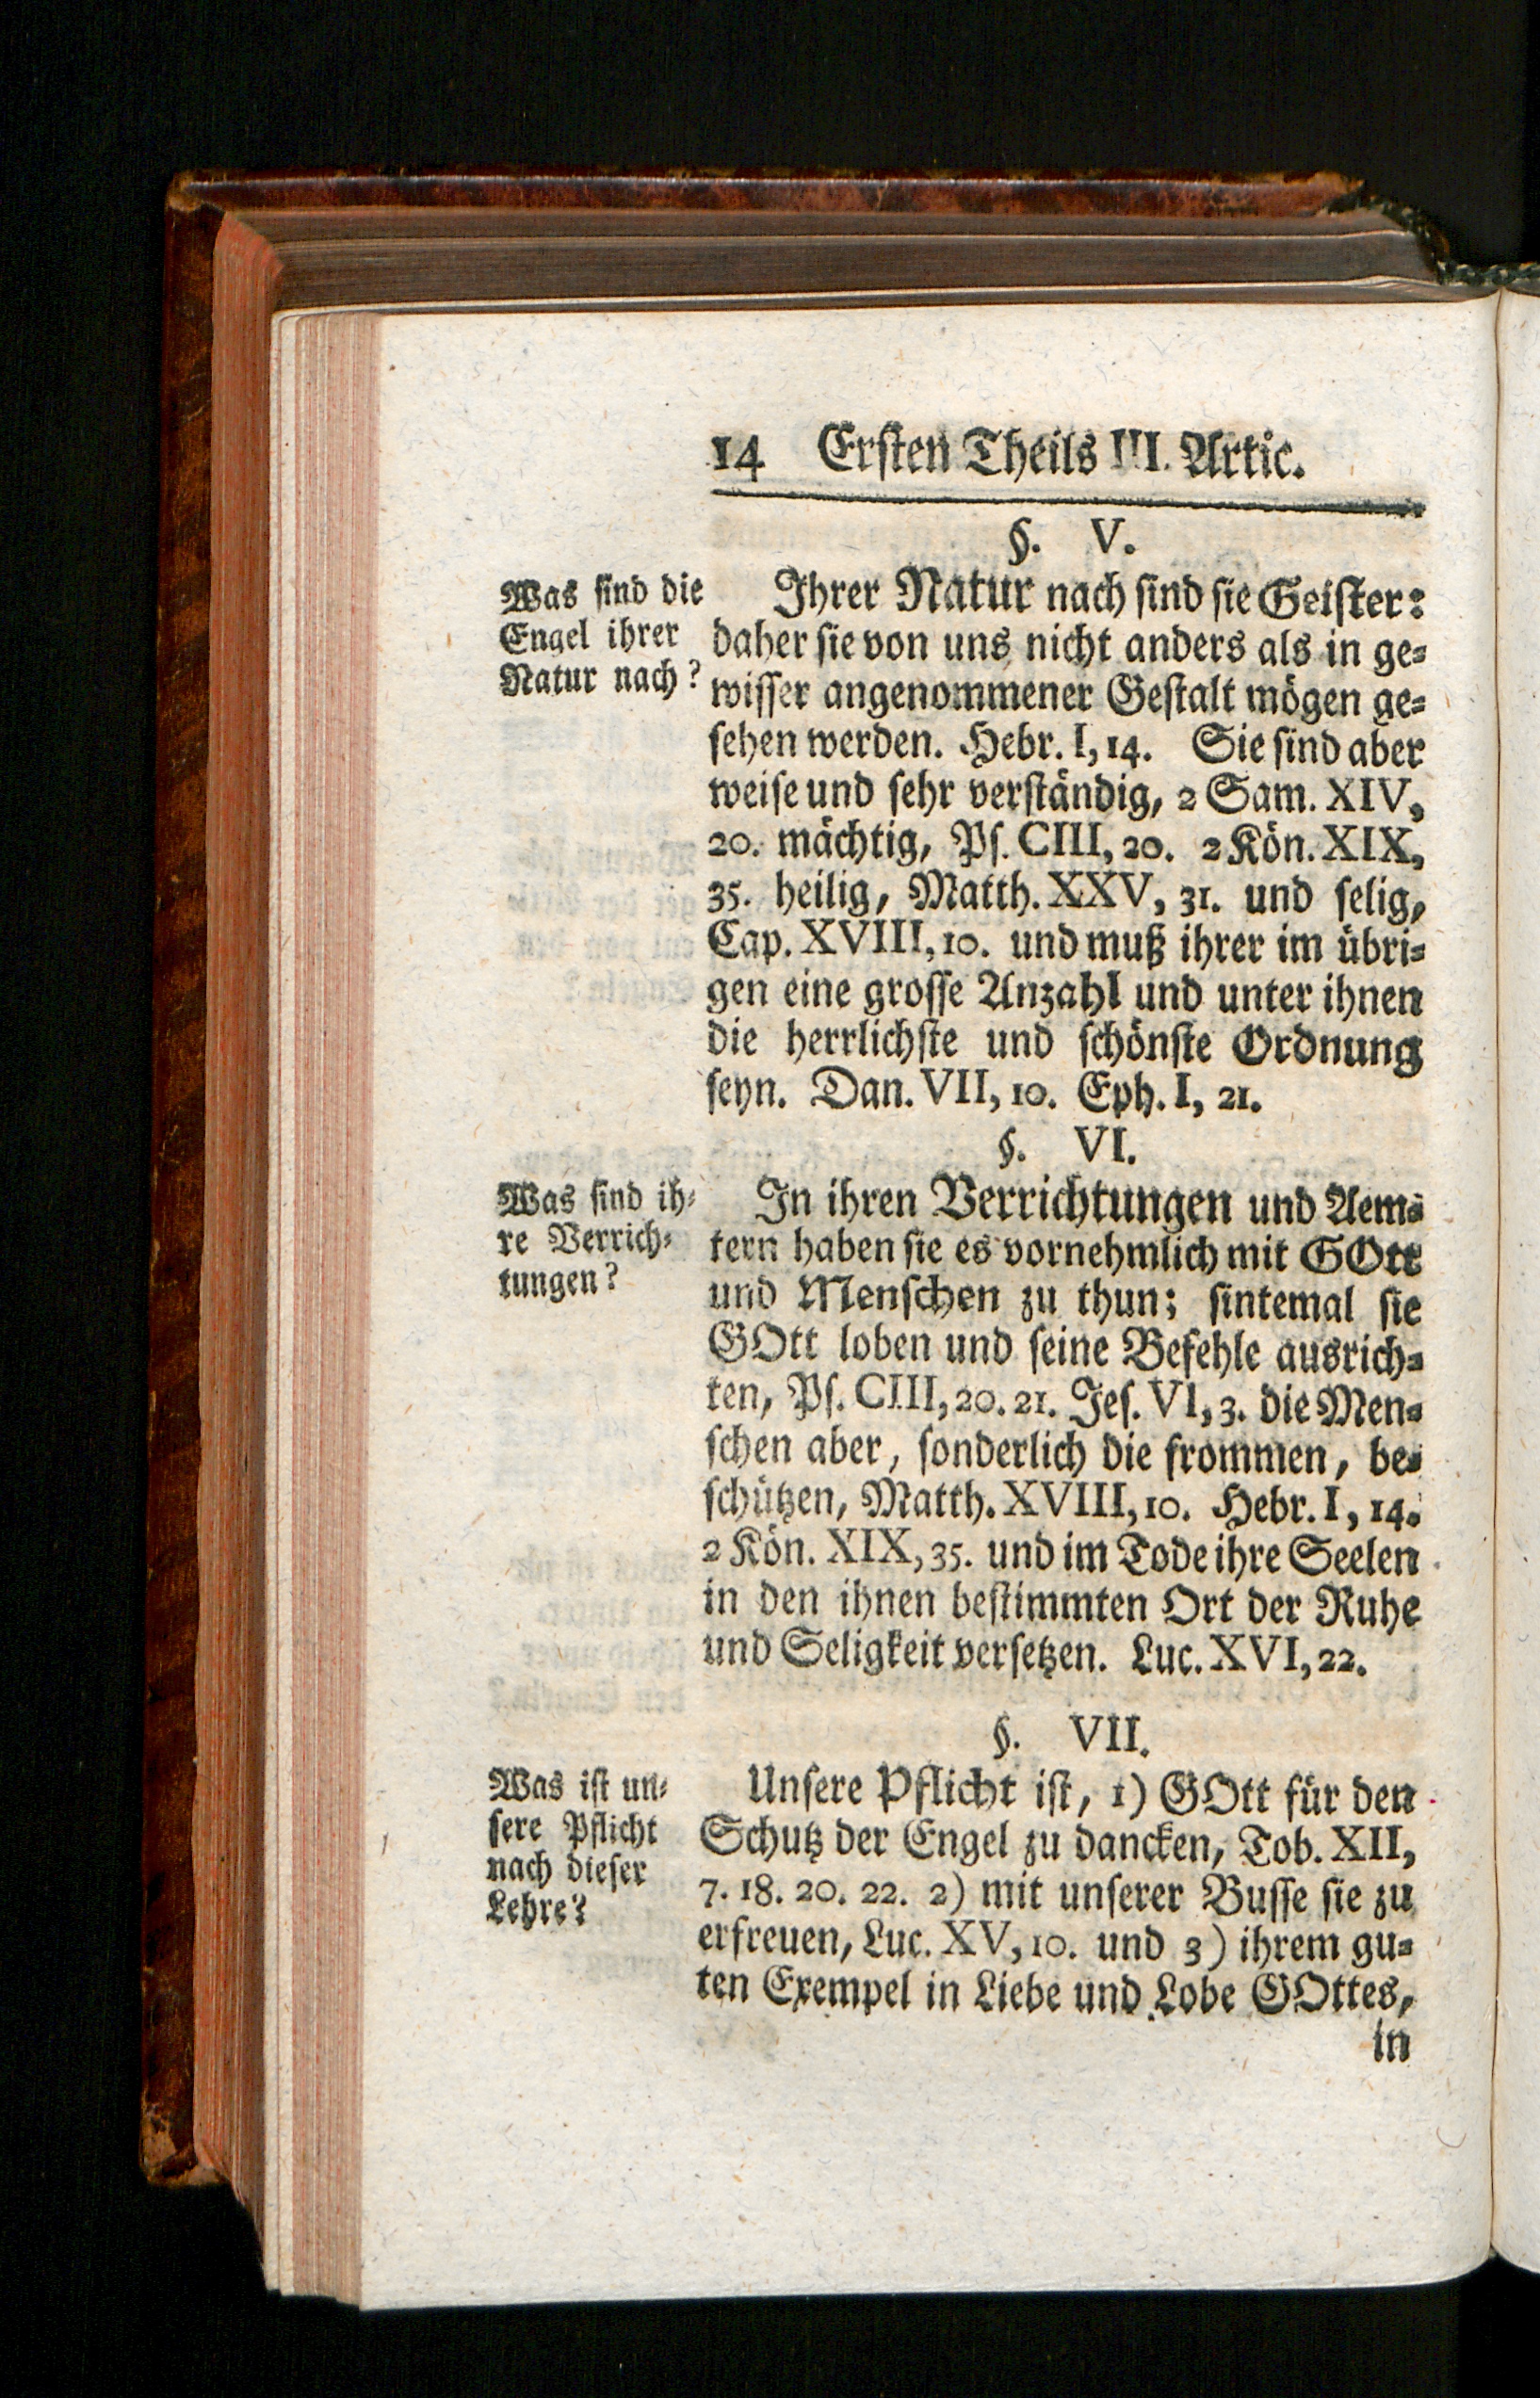 14 Ersten Theils III. Artic.
§. V.
Was sind die
Engel ihrer
Natur nach?
Ihrer Natur nach sind sie Geister:
daher sie von uns nicht anders als in ge-
wisser angenommener Gestalt mögen ge-
sehen werden. Hebr. I, 14. Sie sind aber
weise und sehr verständig, 2 Sam. XIV,
20. mächtig, Ps. CIII, 20. 2 Kön. XIX,
35. heilig, Matth. XXV, 31. und selig,
Cap. XVIII, 10. und muß ihrer im übri-
gen eine grosse Anzahl und unter ihnen
die herrlichste und schönste Ordnung
seyn. Dan. VII, 10. Eph. I, 21.
§. VI.
Was sind ih-
re Verrich-
tungen?
In ihren Verrichtungen und Aem-
tern haben sie es vornehmlich mit GOtt
und Menschen zu thun; sintemal sie
GOtt loben und seine Befehle ausrich-
ten, Ps. CIII, 20. 21. Jes. VI, 3. die Men-
schen aber, sonderlich die frommen, be-
schützen, Matth. XVIII, 10. Hebr. I, 14.
2 Kön. XIX, 35. und im Tode ihre Seelen
in den ihnen bestimmten Ort der Ruhe
und Seligkeit versetzen. Luc. XVI, 22.
§. VII.
Was ist un-
sere Pflicht
nach dieser
Lehre?
Unsere Pflicht ist, 1) GOtt für den
Schutz der Engel zu dancken, Tob. XII,
7. 18. 20. 22. 2) mit unserer Busse sie zu
erfreuen, Luc. XV, 10. und 3) ihrem gu-
ten Exempel in Liebe und Lobe GOttes,
in